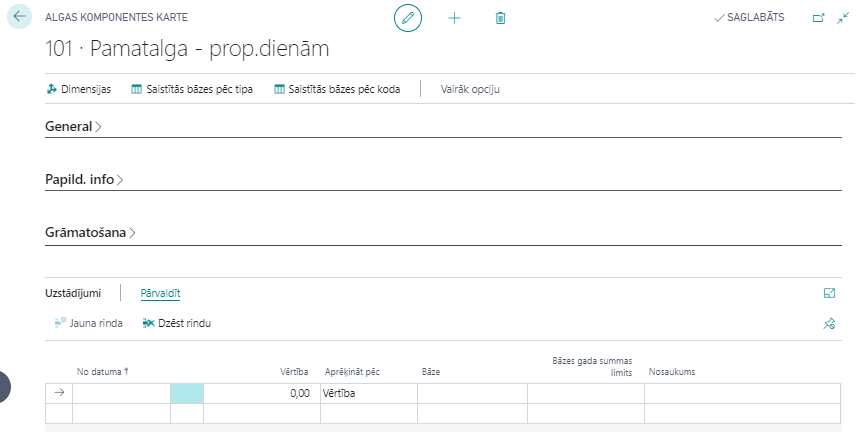 ALGAS KOMPONENTES KARTE
SAGLABĀTS
101 · Pamatalga - prop.dienām
Dimensijas
Saistītās bāzes pēc tipa
Saistītās bāzes pēc koda
Vairāk opciju
General
Papild. info
Grāmatošana
Uzstādījumi
Pārvaldīt
Jauna rinda
Dzēst rindu
No datuma ↑
Vērtība
Aprēķināt pēc
Bāze
Bāzes gada summas
limits
Nosaukums
0,00
Vērtība